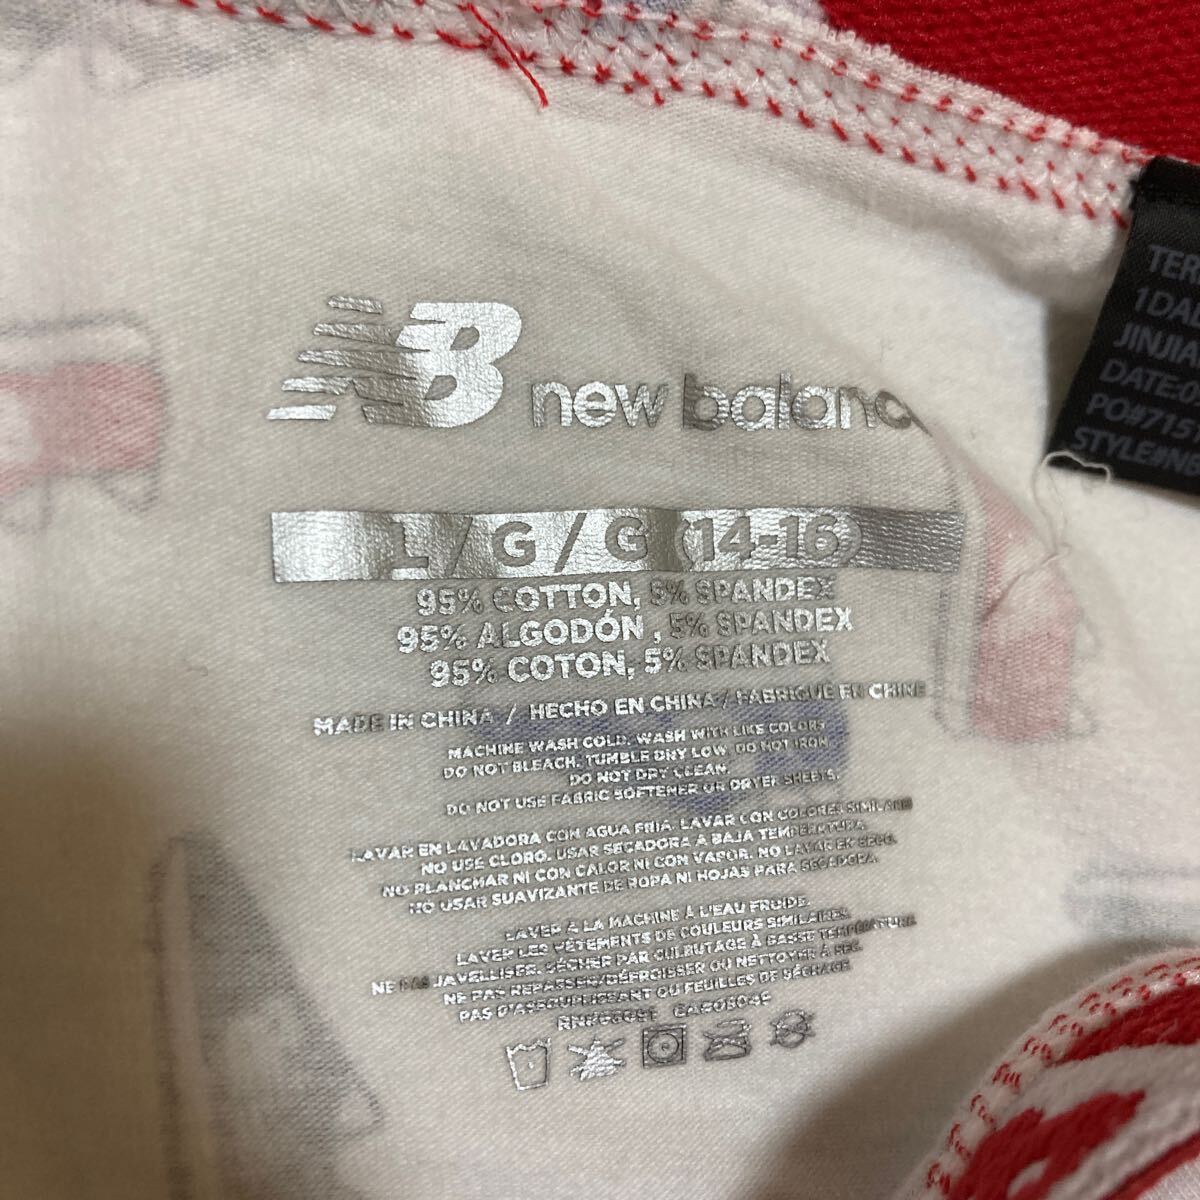 NB new balanc
L / G / G (14-16)
95% COTTON, 5% SPANDEX
95% ALGODÓN , 5% SPANDEX
95% COTON, 5% SPANDEX
MADE IN CHINA / HECHO EN CHINA / FABRIQUÉ EN CHINE
MACHINE WASH COLD. WASH WITH LIKE COLORS
DO NOT BLEACH. TUMBLE DRY LOW. DO NOT IRON
DO NOT DRY CLEAN.
DO NOT USE FABRIC SOFTENER OR DRYER SHEETS.
LAVAR EN LAVADORA CON AGUA FRIA. LAVAR CON COLORES SIMILARES
NO USE CLORO. USAR SECADORA A BAJA TEMPERATURA.
NO PLANCHAR NI CON CALOR NI CON VAPOR. NO LAVAR EN SECO.
NO USAR SUAVIZANTE DE ROPA NI HOJAS PARA SECADORA.
LAVER À LA MACHINE À L'EAU FROIDE.
LAVER LES VÊTEMENTS DE COULEURS SIMILAIRES.
NE PAS JAVELLISER. SÉCHER PAR CULBUTAGE À BASSE TEMPÉRATURE
NE PAS REPASSER/DÉFROISSER OU NETTOYER À SEC.
PAS D'ASSOUPLISSANT OU FEUILLES DE SÉCHAGE
TER
1DA
JINJIA
DATE:0
PO#7157
STYLE#NB